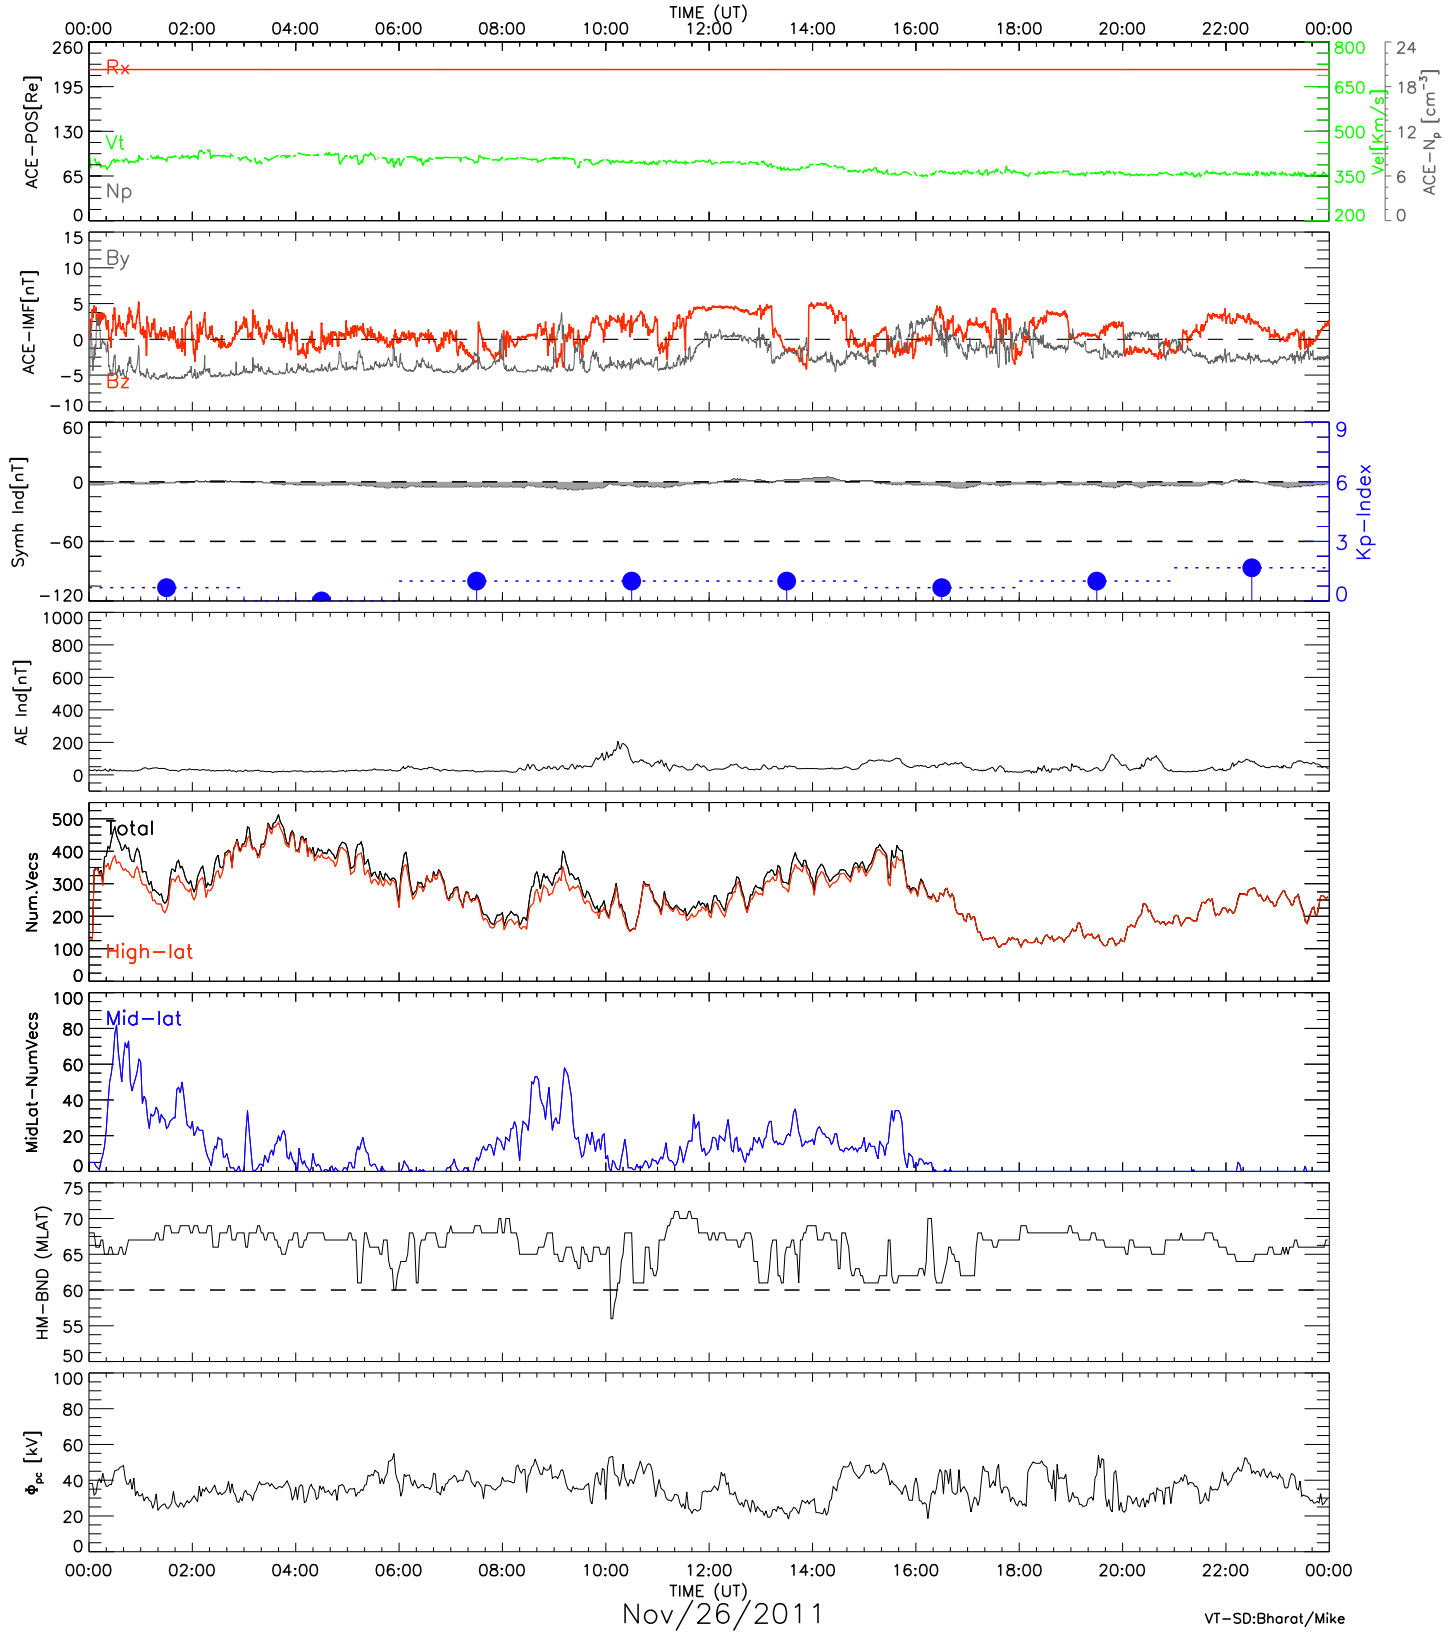 TIME (UT)
00:00 02:00 04:00 06:00 08:00 10:00 12:00 14:00 16:00 18:00 20:00 22:00 00:00
ACE-POS[Re]
260
195
130
65
0
Rx
Vt
Np
800
650
500
350
200
Vel[Km/s]
24
18
12
6
0
ACE-Np [cm-3]
ACE-IMF[nT]
15
10
5
0
-5
-10
By
Bz
Symh Ind[nT]
60
0
-60
-120
9
6
3
0
Kp-Index
AE Ind[nT]
1000
800
600
400
200
0
Num.Vecs
500
400
300
200
100
0
Total
High-lat
MidLat-NumVecs
100
80
60
40
20
0
Mid-lat
HM-BND (MLAT)
75
70
65
60
55
50
Φpc [kV]
100
80
60
40
20
0
00:00 02:00 04:00 06:00 08:00 10:00 12:00 14:00 16:00 18:00 20:00 22:00 00:00
TIME (UT)
Nov/26/2011
VT-SD:Bharat/Mike